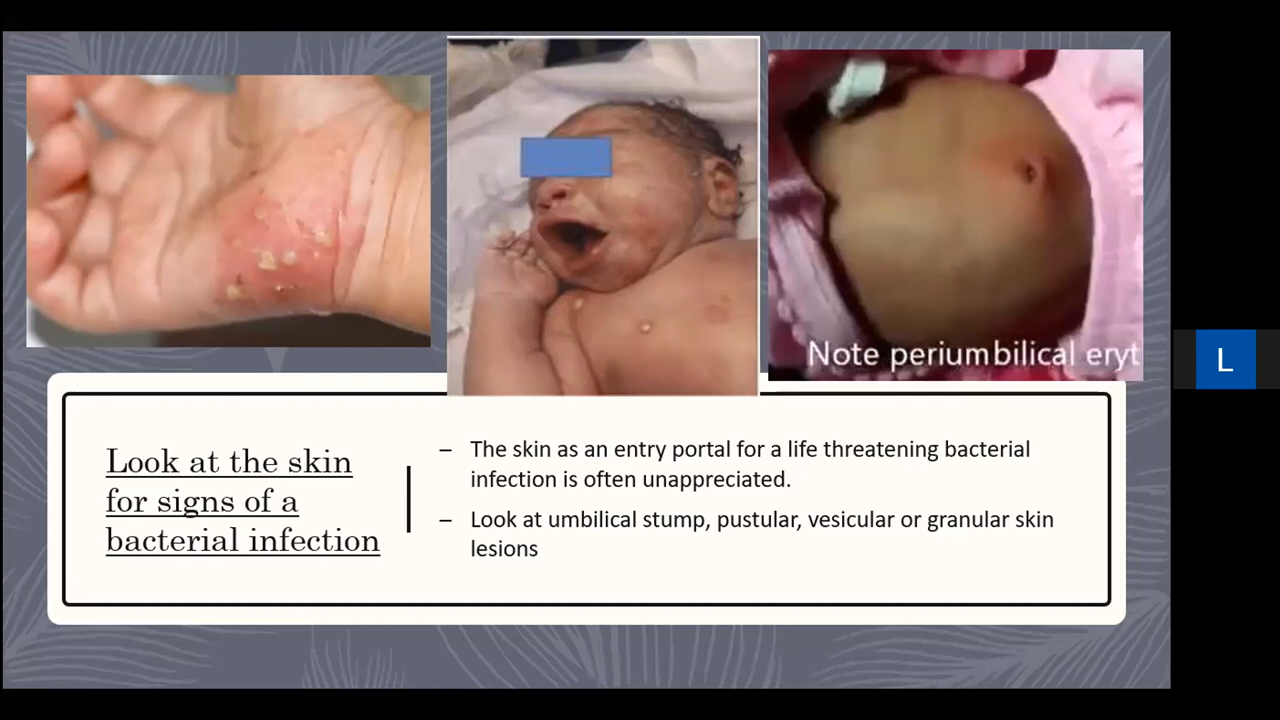 Note periumbilical eryt
L
Look at the skin
for signs of a
bacterial infection
– The skin as an entry portal for a life threatening bacterial
infection is often unappreciated.
– Look at umbilical stump, pustular, vesicular or granular skin
lesions